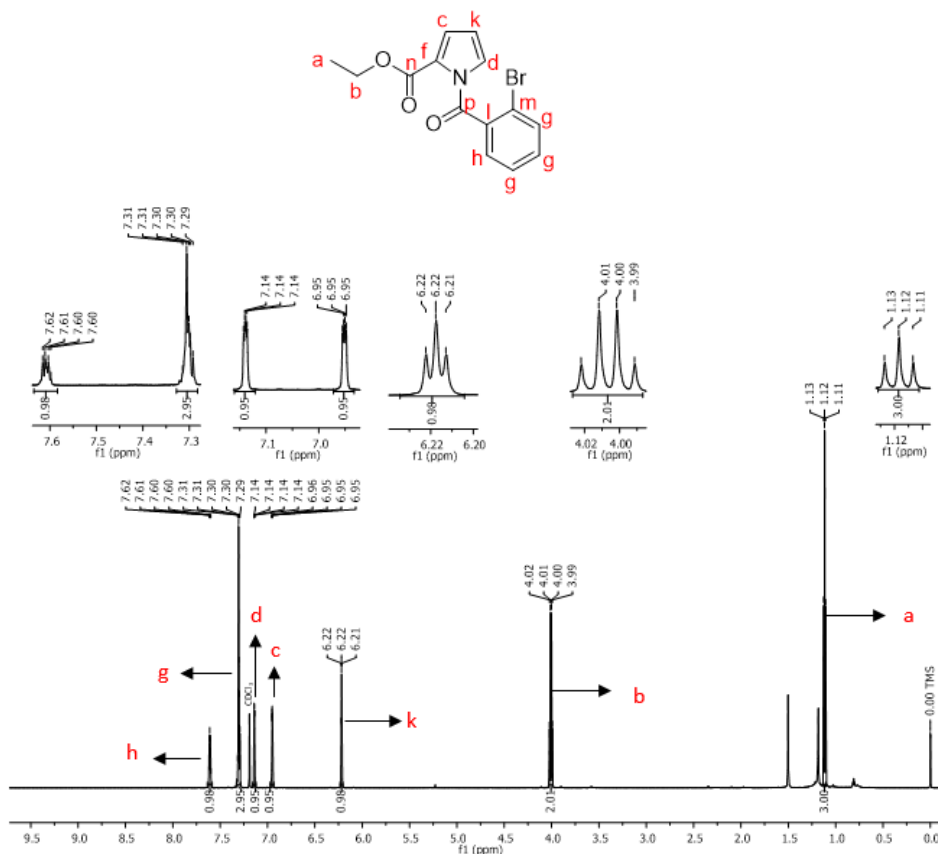 c k
a O n f d
b O N Br
p l m g
O h g
g
7.31 7.31 7.30 7.30 7.29
7.62 7.61 7.60 7.60
7.14 7.14 7.14
6.95 6.95 6.95
6.22 6.22 6.21
4.01 4.00 3.99
1.13 1.12 1.11
0.98 2.95
7.6 7.5 7.4 7.3
f1 (ppm)
0.95 0.95
7.1 7.0
f1 (ppm)
0.98
6.22 6.20
f1 (ppm)
2.01
4.02 4.00
f1 (ppm)
3.00
1.12
f1 (ppm)
7.62 7.61 7.60 7.60 7.31 7.31 7.30 7.30 7.29 7.14 7.14 7.14 7.14 6.96 6.95 6.95 6.95
6.22 6.22 6.21
4.02 4.01 4.00 3.99
1.13 1.12 1.11
CDCl₃
0.00 TMS
d
c
g
h
k
b
a
0.98 2.95 0.95 0.95 0.98 2.01 3.00
9.5 9.0 8.5 8.0 7.5 7.0 6.5 6.0 5.5 5.0 4.5 4.0 3.5 3.0 2.5 2.0 1.5 1.0 0.5 0.0
f1 (ppm)